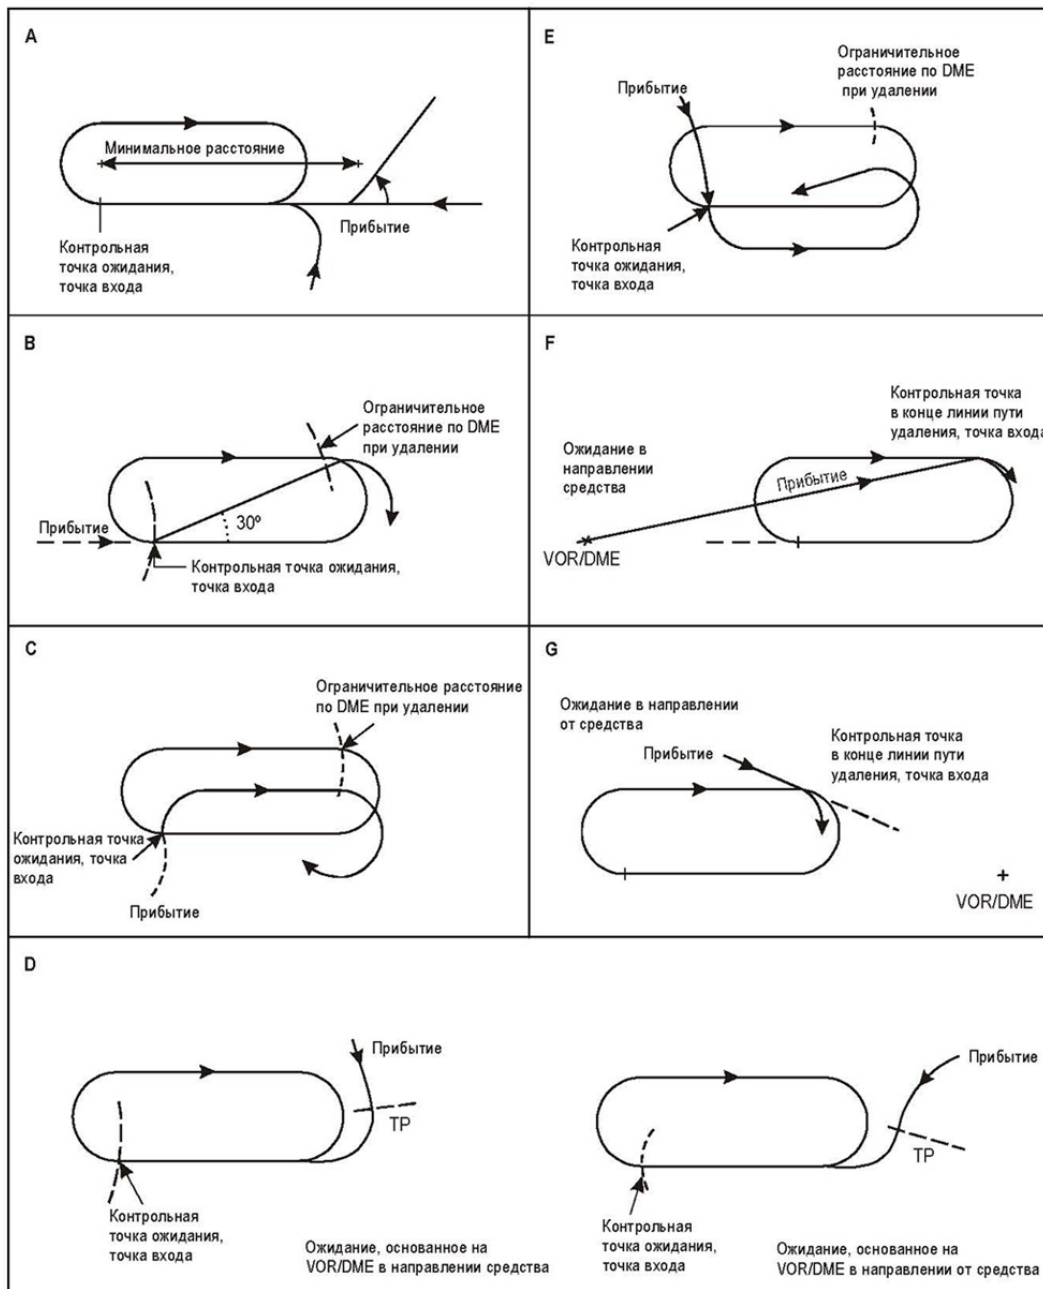 A
Минимальное расстояние
Прибытие
Контрольная
точка ожидания,
точка входа
E
Ограничительное
расстояние по DME
при удалении
Прибытие
Контрольная
точка ожидания,
точка входа
B
Ограничительное
расстояние по DME
при удалении
Прибытие
30º
Контрольная точка ожидания,
точка входа
F
Контрольная точка
в конце линии пути
удаления, точка входа
Ожидание в
направлении
средства
Прибытие
VOR/DME
C
Ограничительное расстояние
по DME при удалении
Контрольная точка
ожидания, точка
входа
Прибытие
G
Ожидание в направлении
от средства
Прибытие
Контрольная точка
в конце линии пути
удаления, точка входа
VOR/DME
D
Прибытие
TP
Контрольная
точка ожидания,
точка входа
Ожидание, основанное на
VOR/DME в направлении средства
Прибытие
TP
Контрольная
точка ожидания,
точка входа
Ожидание, основанное на
VOR/DME в направлении от средства